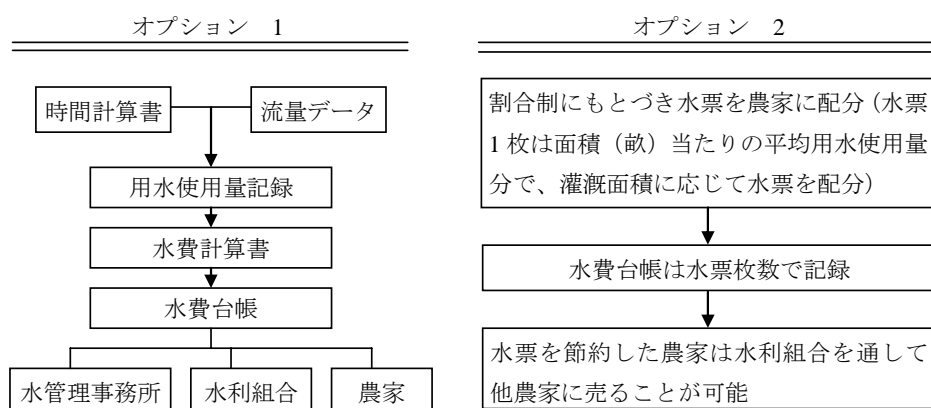 オプション 1
時間計算書
流量データ
用水使用量記録
水費計算書
水費台帳
水管理事務所
水利組合
農家
オプション 2
割合制にもとづき水票を農家に配分（水票
1 枚は面積（畝）当たりの平均用水使用量
分で、灌漑面積に応じて水票を配分）
水費台帳は水票枚数で記録
水票を節約した農家は水利組合を通して
他農家に売ることが可能